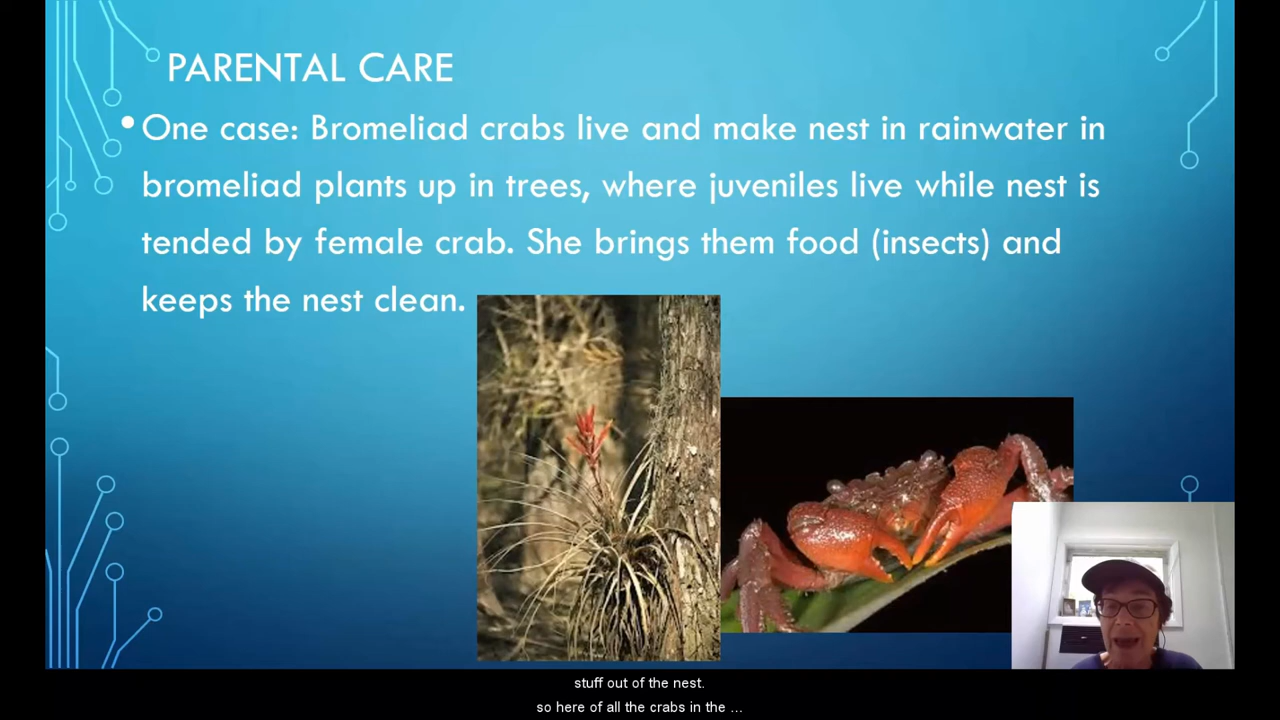 PARENTAL CARE
• One case: Bromeliad crabs live and make nest in rainwater in
bromeliad plants up in trees, where juveniles live while nest is
tended by female crab. She brings them food (insects) and
keeps the nest clean.
stuff out of the nest.
so here of all the crabs in the ...